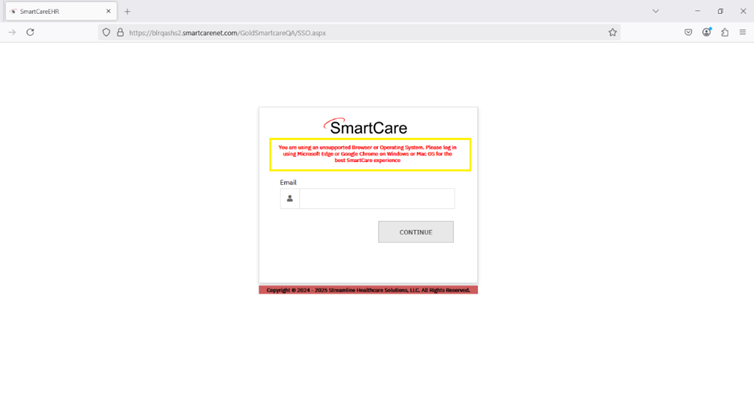 SmartCareEHR
https://blrqashs2.smartcarenet.com/GoldSmartcareQA/SSO.aspx
SmartCare
You are using an unsupported Browser or Operating System. Please log in
using Microsoft Edge or Google Chrome on Windows or Mac OS for the
best SmartCare experience
Email
CONTINUE
Copyright © 2024 - 2025 Streamline Healthcare Solutions, LLC. All Rights Reserved.